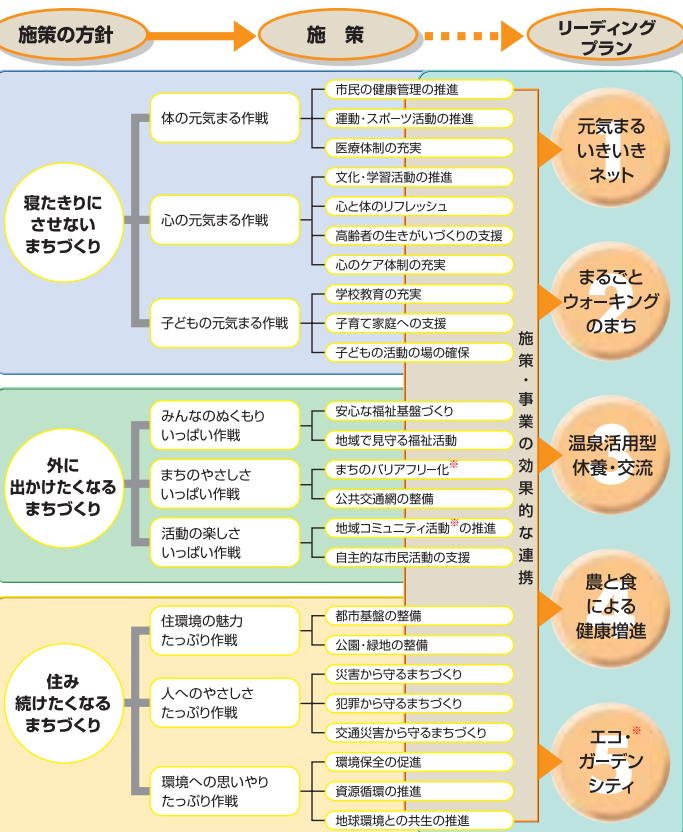 施策の方針
施 策
リーディング
プラン
寝たきりに
させない
まちづくり
体の元気まる作戦
市民の健康管理の推進
運動・スポーツ活動の推進
医療体制の充実
心の元気まる作戦
文化・学習活動の推進
心と体のリフレッシュ
高齢者の生きがいづくりの支援
心のケア体制の充実
子どもの元気まる作戦
学校教育の充実
子育て家庭への支援
子どもの活動の場の確保
外に
出かけたくなる
まちづくり
みんなのぬくもり
いっぱい作戦
安心な福祉基盤づくり
地域で見守る福祉活動
まちのやさしさ
いっぱい作戦
まちのバリアフリー化※
公共交通網の整備
活動の楽しさ
いっぱい作戦
地域コミュニティ活動※の推進
自主的な市民活動の支援
住み
続けたくなる
まちづくり
住環境の魅力
たっぷり作戦
都市基盤の整備
公園・緑地の整備
人へのやさしさ
たっぷり作戦
災害から守るまちづくり
犯罪から守るまちづくり
交通災害から守るまちづくり
環境への思いやり
たっぷり作戦
環境保全の促進
資源循環の推進
地球環境との共生の推進
施策・事業の効果的な連携
1
元気まる
いきいき
ネット
2
まるごと
ウォーキング
のまち
3
温泉活用型
休養・交流
4
農と食
による
健康増進
5
エコ・※
ガーデン
シティ